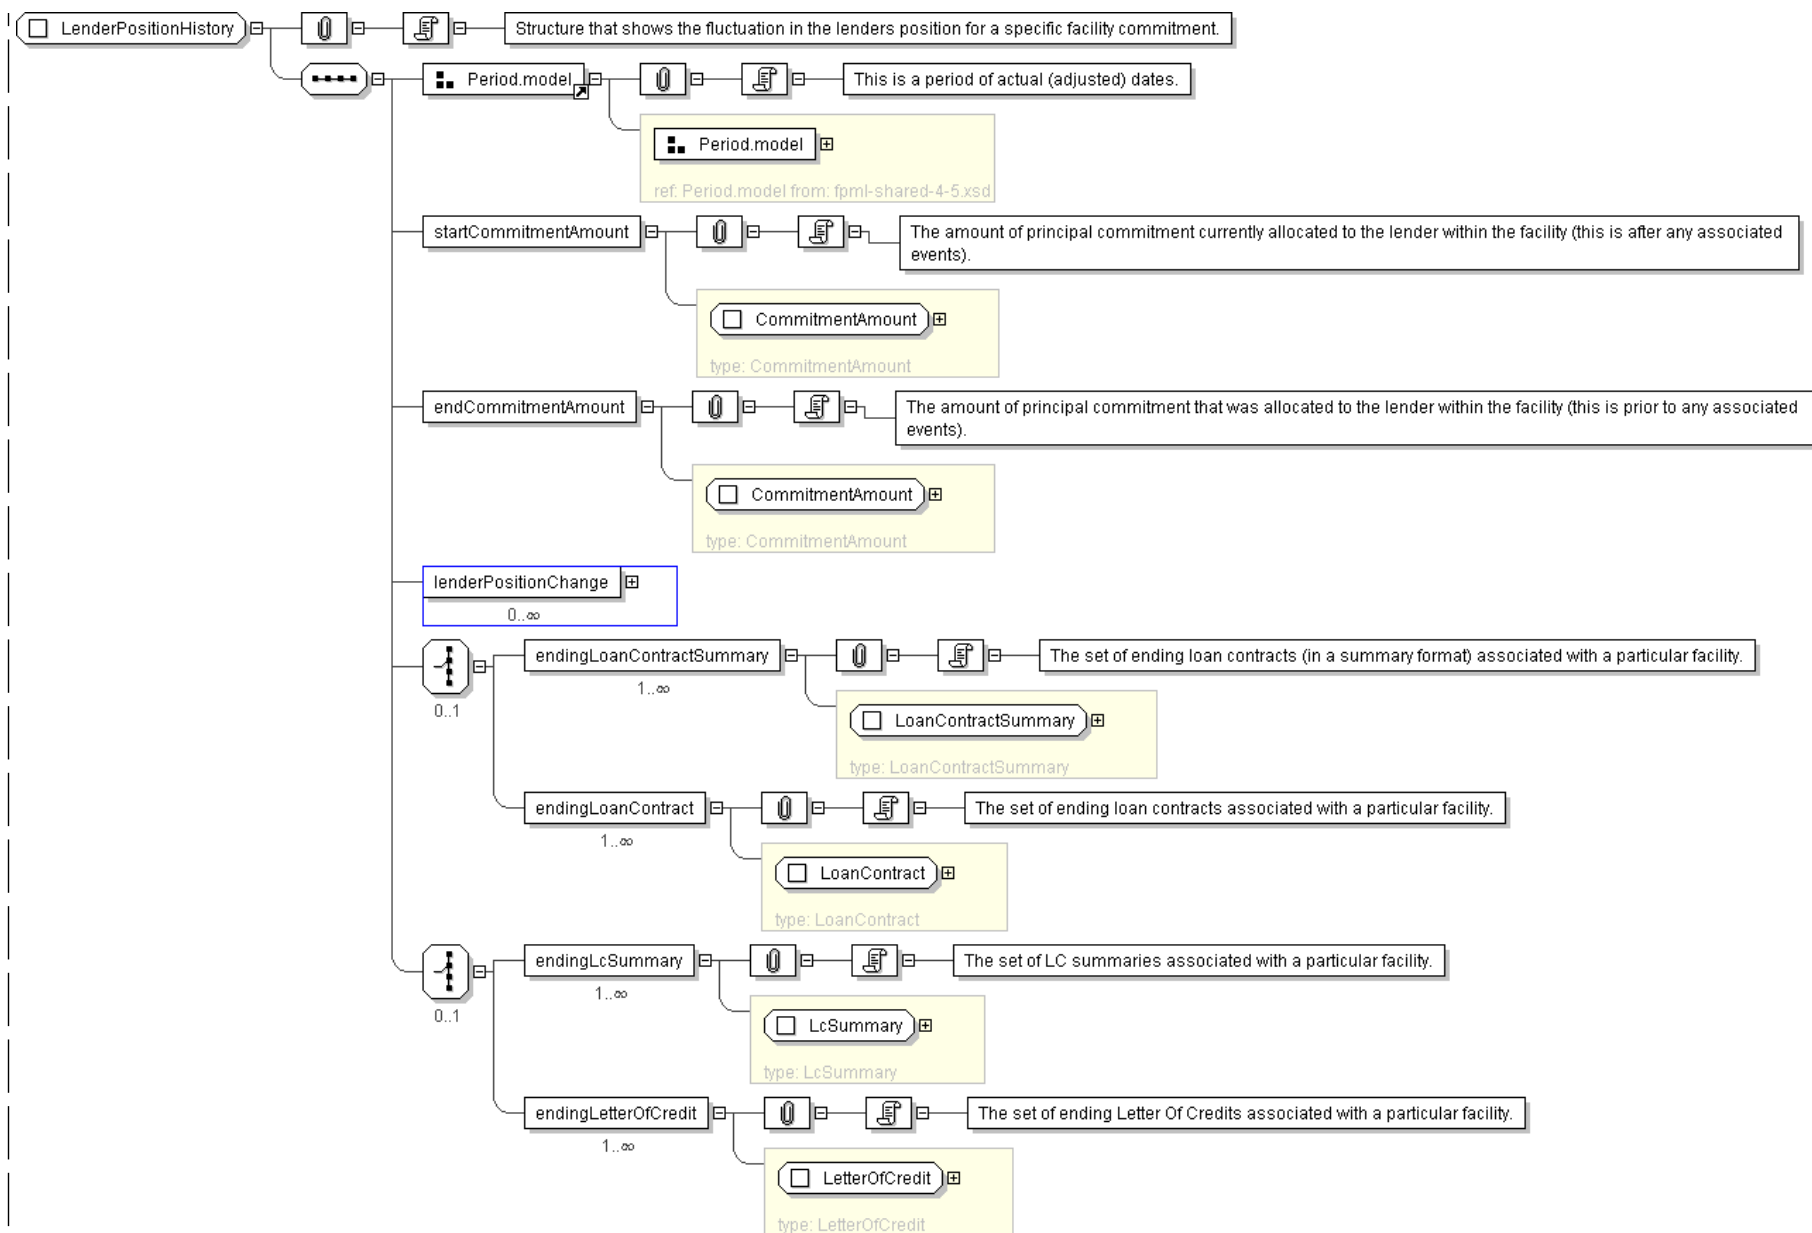 LenderPositionHistory
Structure that shows the fluctuation in the lenders position for a specific facility commitment.
Period.model
This is a period of actual (adjusted) dates.
Period.model
ref: Period.model from: fpml-shared-4-5.xsd
startCommitmentAmount
The amount of principal commitment currently allocated to the lender within the facility (this is after any associated
events).
CommitmentAmount
type: CommitmentAmount
endCommitmentAmount
The amount of principal commitment that was allocated to the lender within the facility (this is prior to any associated
events).
CommitmentAmount
type: CommitmentAmount
lenderPositionChange
0..∞
endingLoanContractSummary
The set of ending loan contracts (in a summary format) associated with a particular facility.
1..∞
0..1
LoanContractSummary
type: LoanContractSummary
endingLoanContract
The set of ending loan contracts associated with a particular facility.
1..∞
LoanContract
type: LoanContract
endingLcSummary
The set of LC summaries associated with a particular facility.
1..∞
0..1
LcSummary
type: LcSummary
endingLetterOfCredit
The set of ending Letter Of Credits associated with a particular facility.
1..∞
LetterOfCredit
type: LetterOfCredit